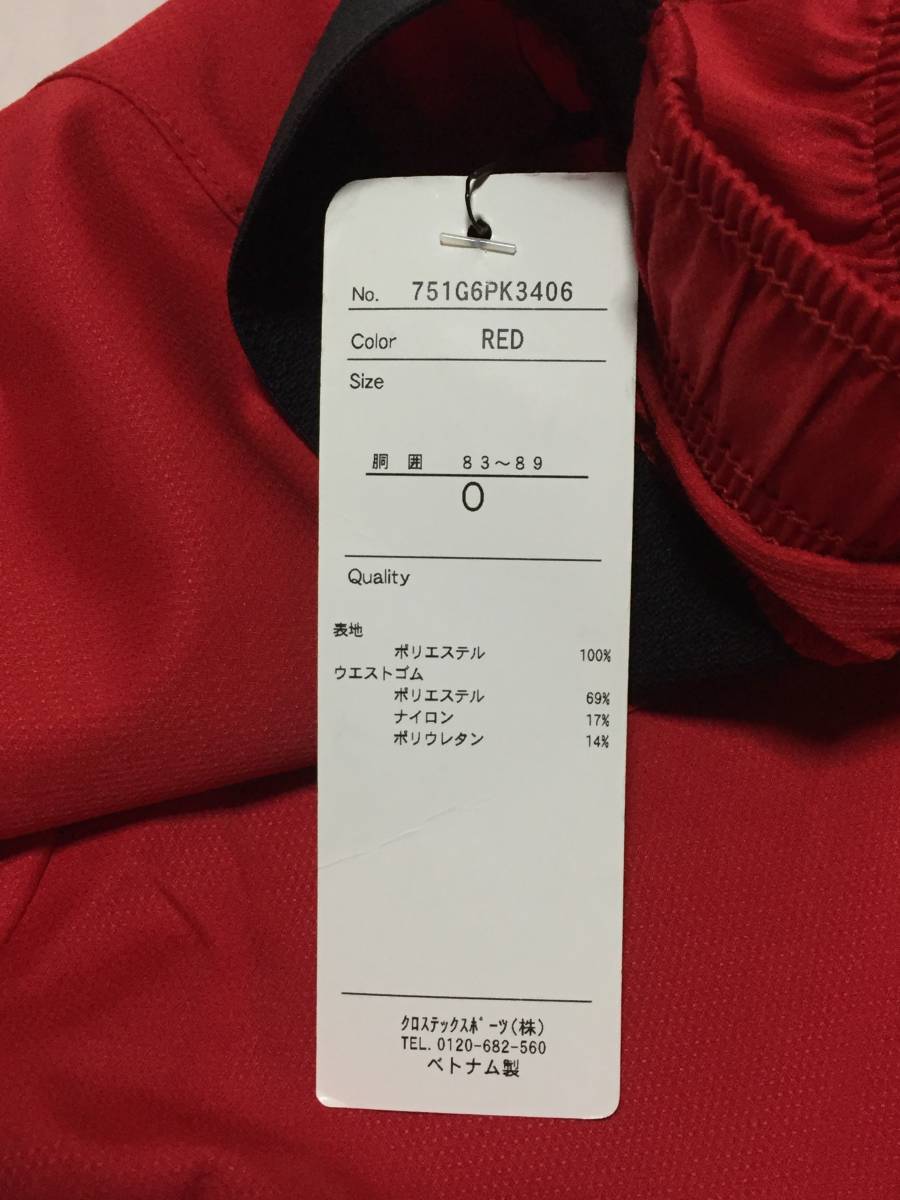 No. 751G6PK3406
Color RED
Size
胴 囲 83～89
O
Quality
表地
ポリエステル 100%
ウエストゴム
ポリエステル 69%
ナイロン 17%
ポリウレタン 14%
クロステックスポーツ(株)
TEL. 0120-682-560
ベトナム製